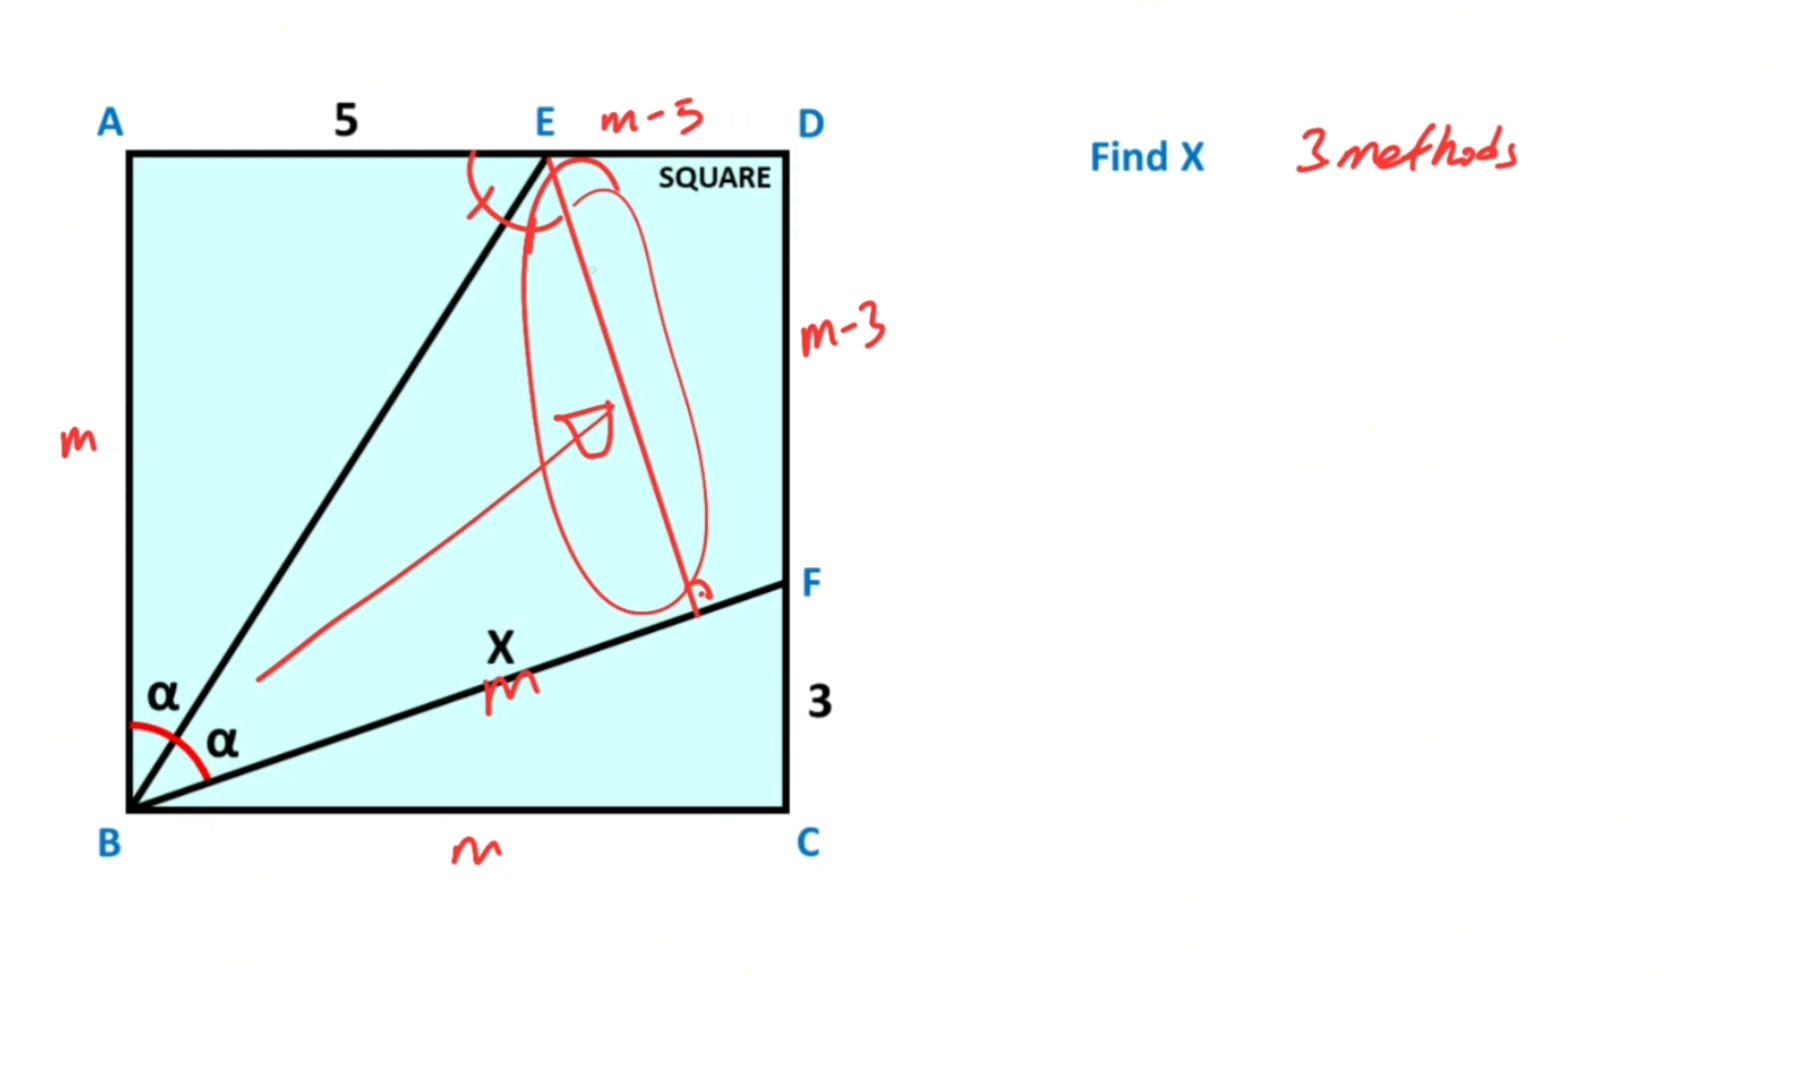 A 5 E m-5 D
Find X 3 methods
SQUARE
m-3
m
F
X
m
α
α
3
B m C